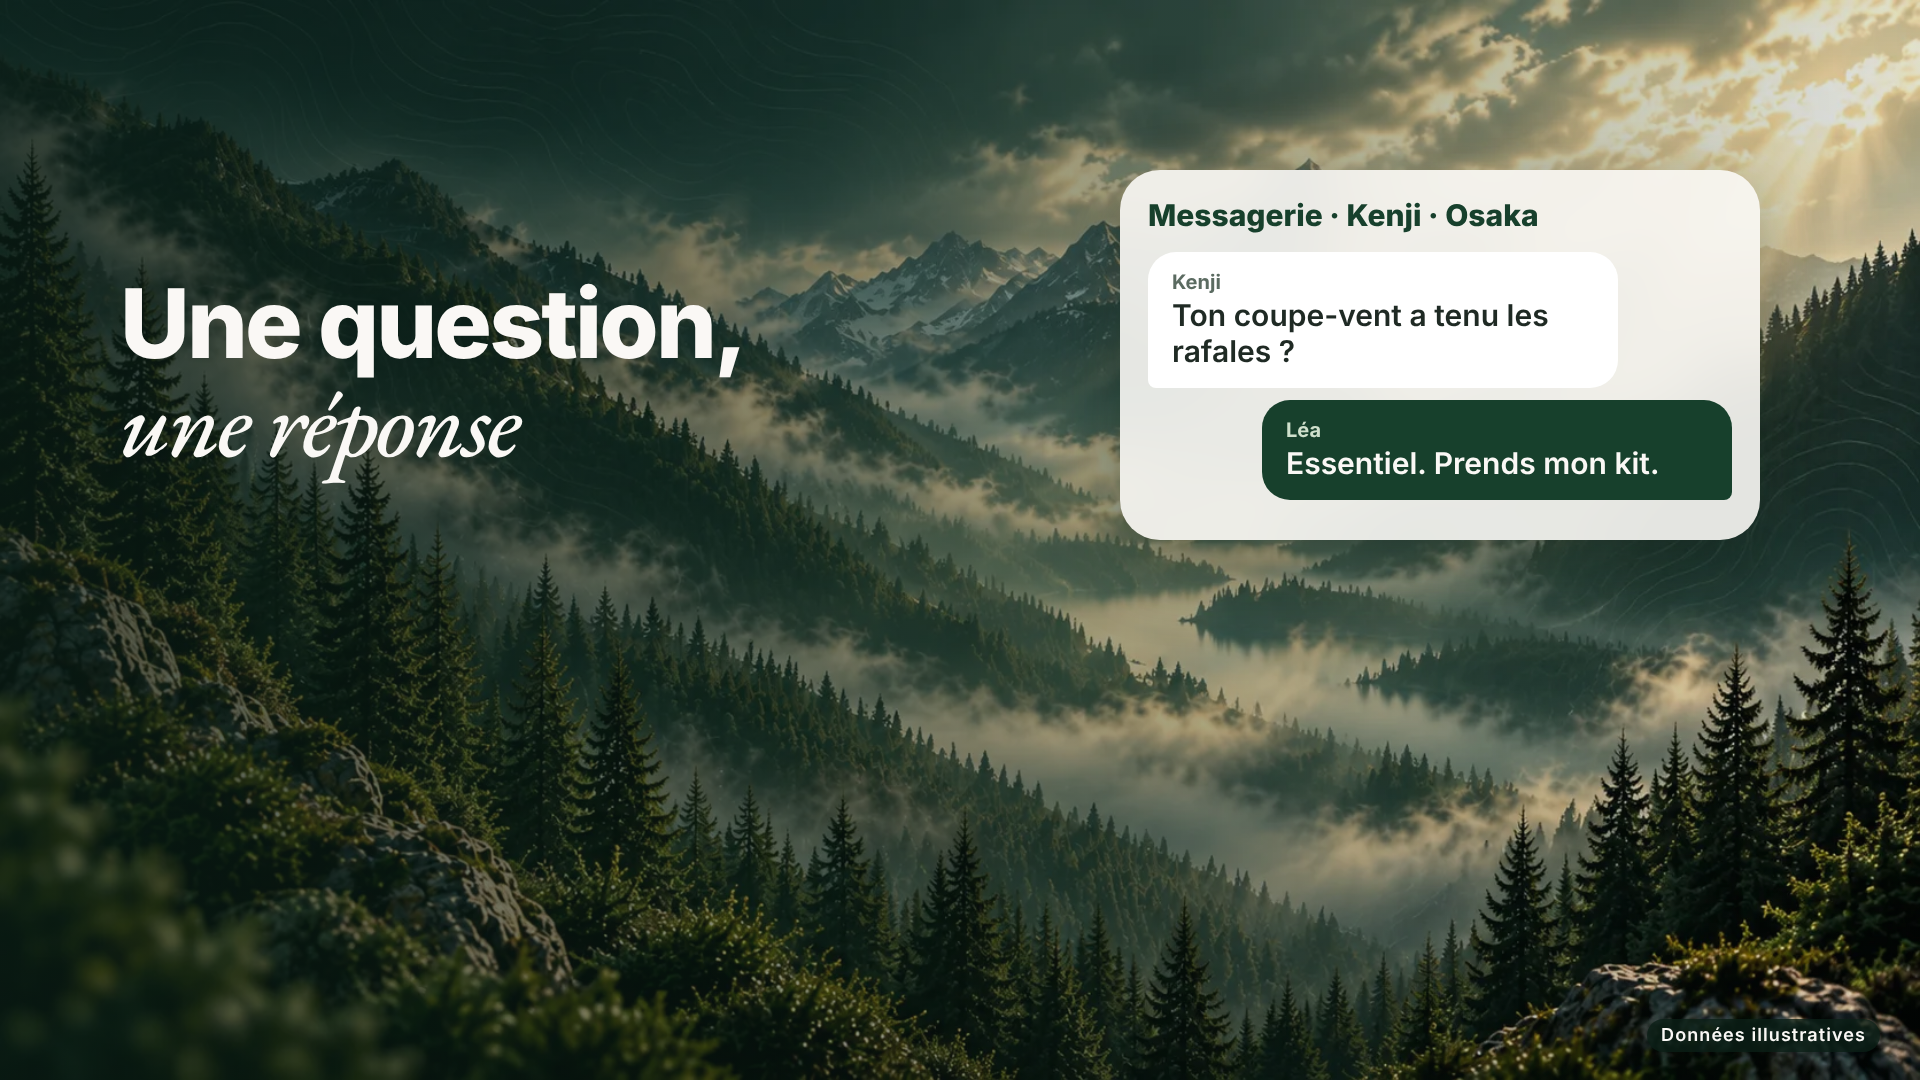 Une question,
une réponse
Messagerie · Kenji · Osaka
Kenji
Ton coupe-vent a tenu les
rafales ?
Léa
Essentiel. Prends mon kit.
Données illustratives